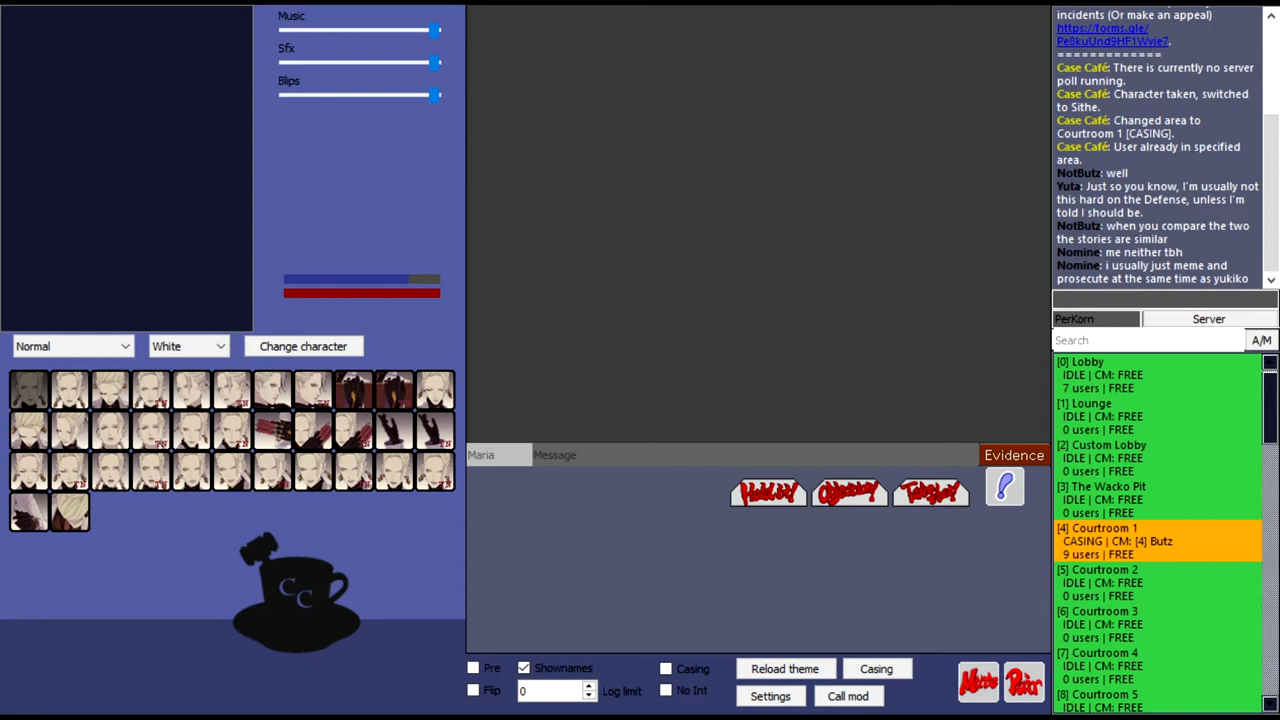 Music
Sfx
Blips
Normal
White
Change character
CC
Maria
Message
Evidence
Hold it!
Objection!
Take that!
!
Pre
Shownames
Casing
Reload theme
Casing
Flip
0
Log limit
No Int
Settings
Call mod
Mute
Pair
incidents (Or make an appeal)
https://forms.gle/
Pe8kuUnd9HF1Wvie7.
=============
Case Café: There is currently no server
poll running.
Case Café: Character taken, switched
to Sithe.
Case Café: Changed area to
Courtroom 1 [CASING].
Case Café: User already in specified
area.
NotButz: well
Yuta: Just so you know, I'm usually not
this hard on the Defense, unless I'm
told I should be.
NotButz: when you compare the two
the stories are similar
Nomine: me neither tbh
Nomine: i usually just meme and
prosecute at the same time as yukiko
PerKorn
Server
Search
A/M
[0] Lobby
IDLE | CM: FREE
7 users | FREE
[1] Lounge
IDLE | CM: FREE
0 users | FREE
[2] Custom Lobby
IDLE | CM: FREE
0 users | FREE
[3] The Wacko Pit
IDLE | CM: FREE
0 users | FREE
[4] Courtroom 1
CASING | CM: [4] Butz
9 users | FREE
[5] Courtroom 2
IDLE | CM: FREE
0 users | FREE
[6] Courtroom 3
IDLE | CM: FREE
0 users | FREE
[7] Courtroom 4
IDLE | CM: FREE
0 users | FREE
[8] Courtroom 5
IDLE | CM: FREE